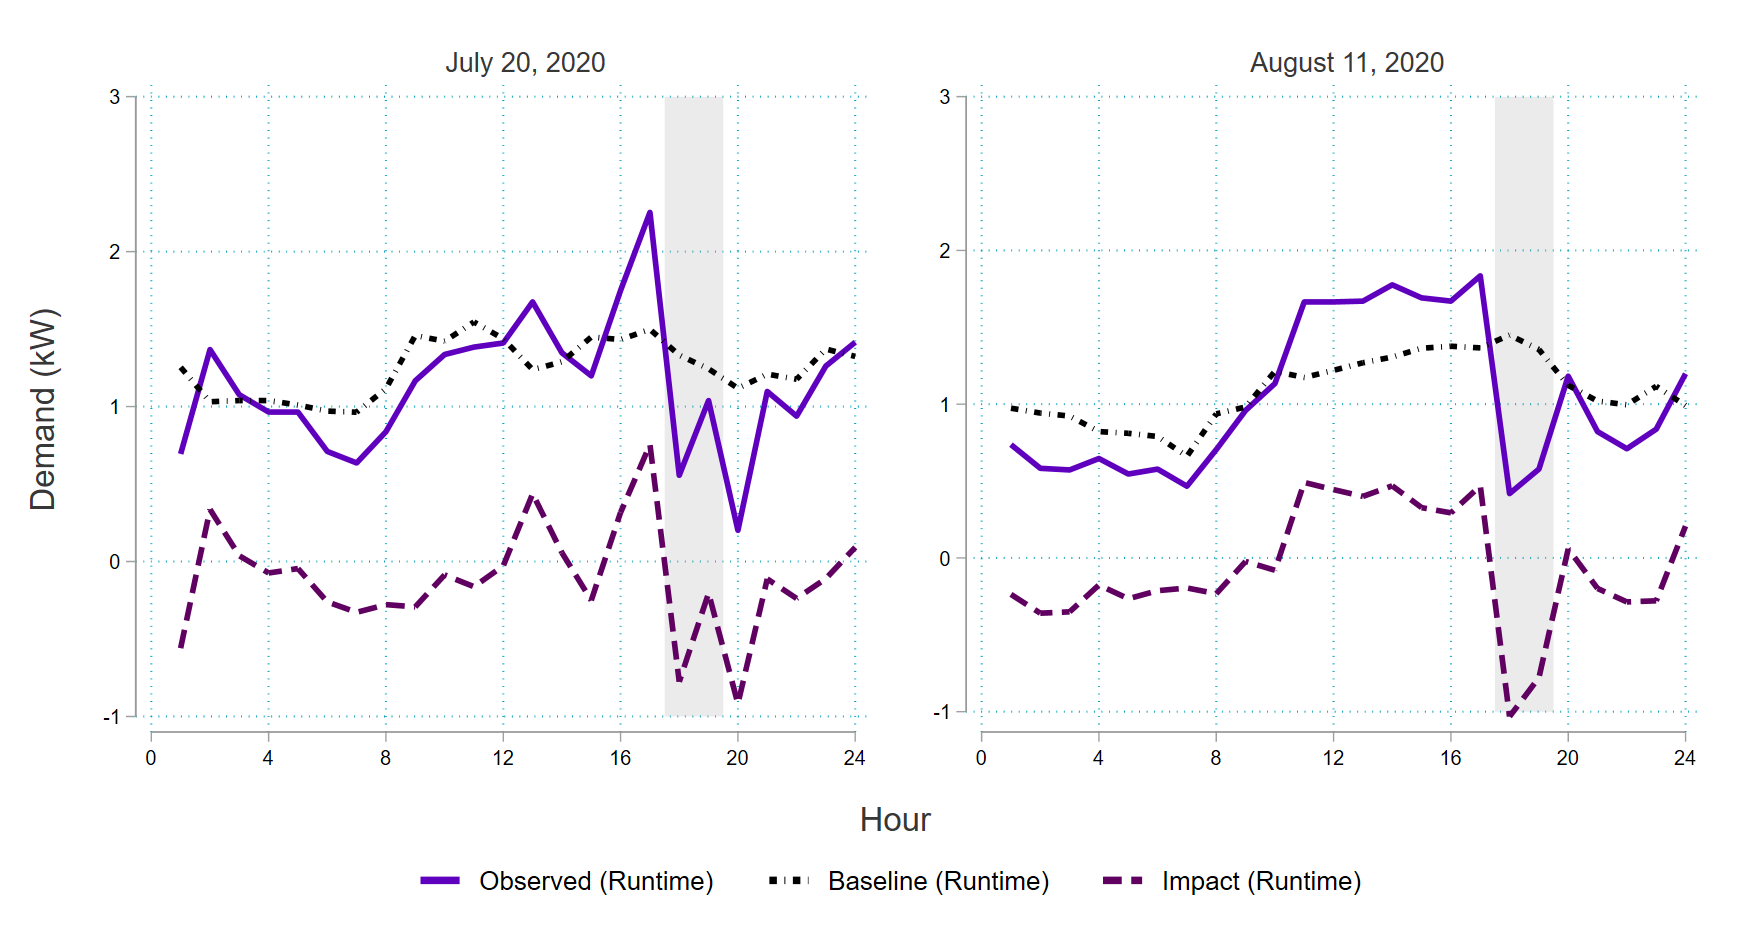 July 20, 2020
August 11, 2020
Demand (kW)
3
2
1
0
-1
0 4 8 12 16 20 24
3
2
1
0
-1
0 4 8 12 16 20 24
Hour
Observed (Runtime) Baseline (Runtime) Impact (Runtime)